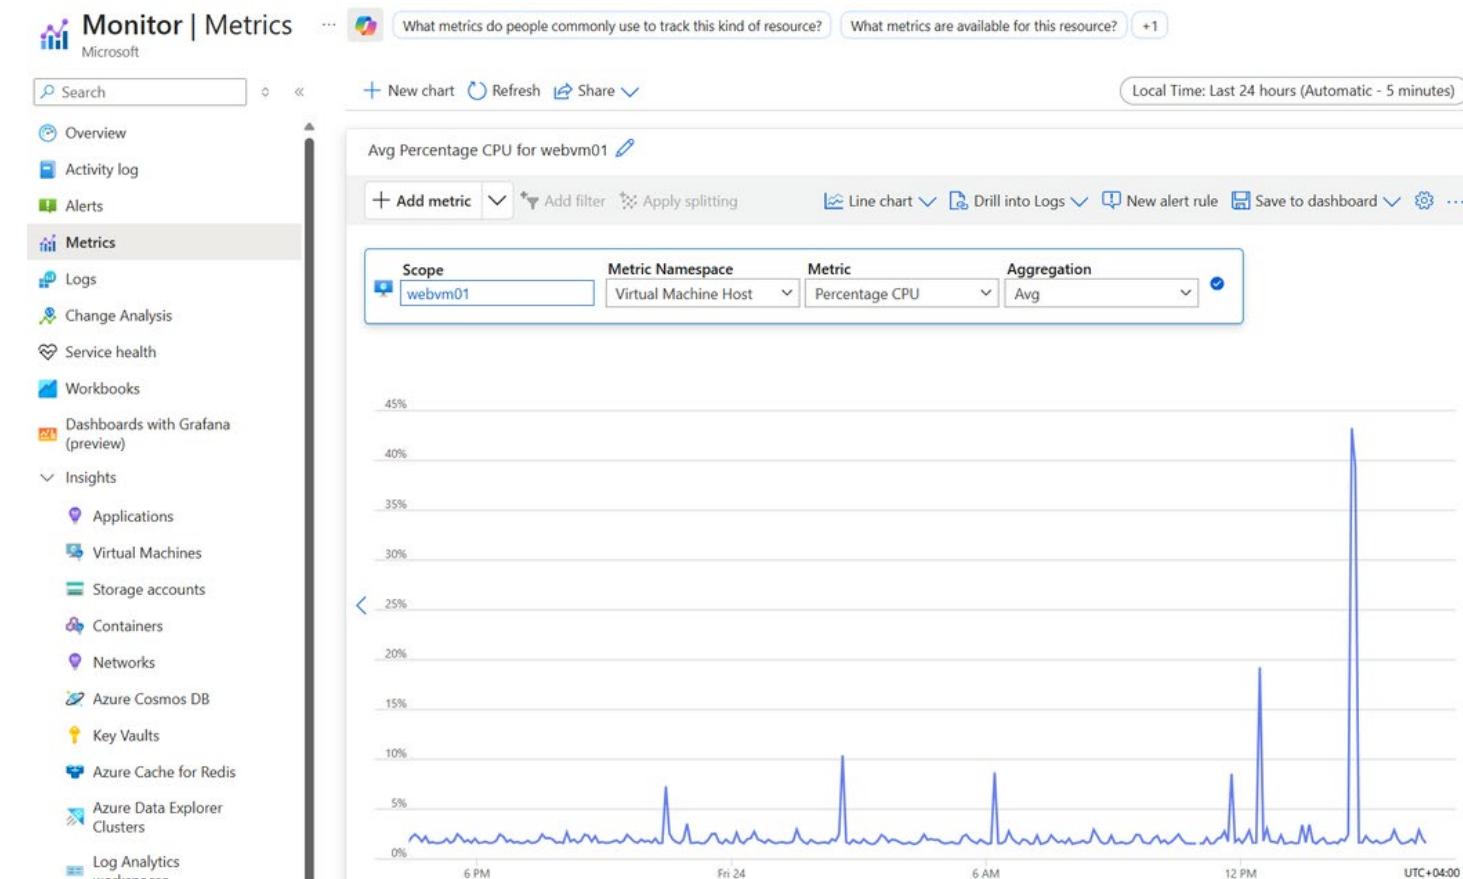 Monitor | Metrics ...
Microsoft
What metrics do people commonly use to track this kind of resource?
What metrics are available for this resource?
+1
Search
Overview
Activity log
Alerts
Metrics
Logs
Change Analysis
Service health
Workbooks
Dashboards with Grafana
(preview)
Insights
Applications
Virtual Machines
Storage accounts
Containers
Networks
Azure Cosmos DB
Key Vaults
Azure Cache for Redis
Azure Data Explorer
Clusters
Log Analytics
New chart
Refresh
Share
Local Time: Last 24 hours (Automatic - 5 minutes)
Avg Percentage CPU for webvm01
Add metric
Add filter
Apply splitting
Line chart
Drill into Logs
New alert rule
Save to dashboard
...
Scope
webvm01
Metric Namespace
Virtual Machine Host
Metric
Percentage CPU
Aggregation
Avg
45%
40%
35%
30%
25%
20%
15%
10%
5%
0%
6 PM
Fri 24
6 AM
12 PM
UTC+04:00